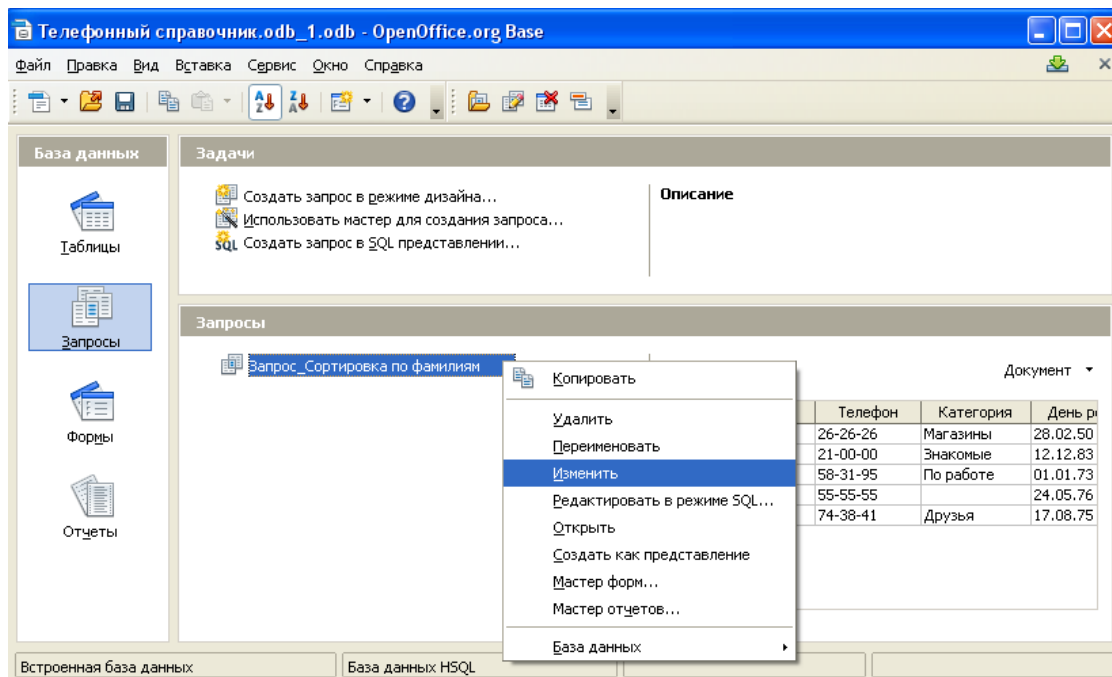 Телефонный справочник.odb_1.odb - OpenOffice.org Base
Файл Правка Вид Вставка Сервис Окно Справка
База данных
Таблицы
Запросы
Формы
Отчеты
Задачи
Создать запрос в режиме дизайна...
Использовать мастер для создания запроса...
SQL Создать запрос в SQL представлении...
Описание
Запросы
Запрос_Сортировка по фамилиям
Копировать
Удалить
Переименовать
Изменить
Редактировать в режиме SQL...
Открыть
Создать как представление
Мастер форм...
Мастер отчетов...
База данных
Документ
Телефон Категория День р
26-26-26 Магазины 28.02.50
21-00-00 Знакомые 12.12.83
58-31-95 По работе 01.01.73
55-55-55 24.05.76
74-38-41 Друзья 17.08.75
Встроенная база данных База данных HSQL